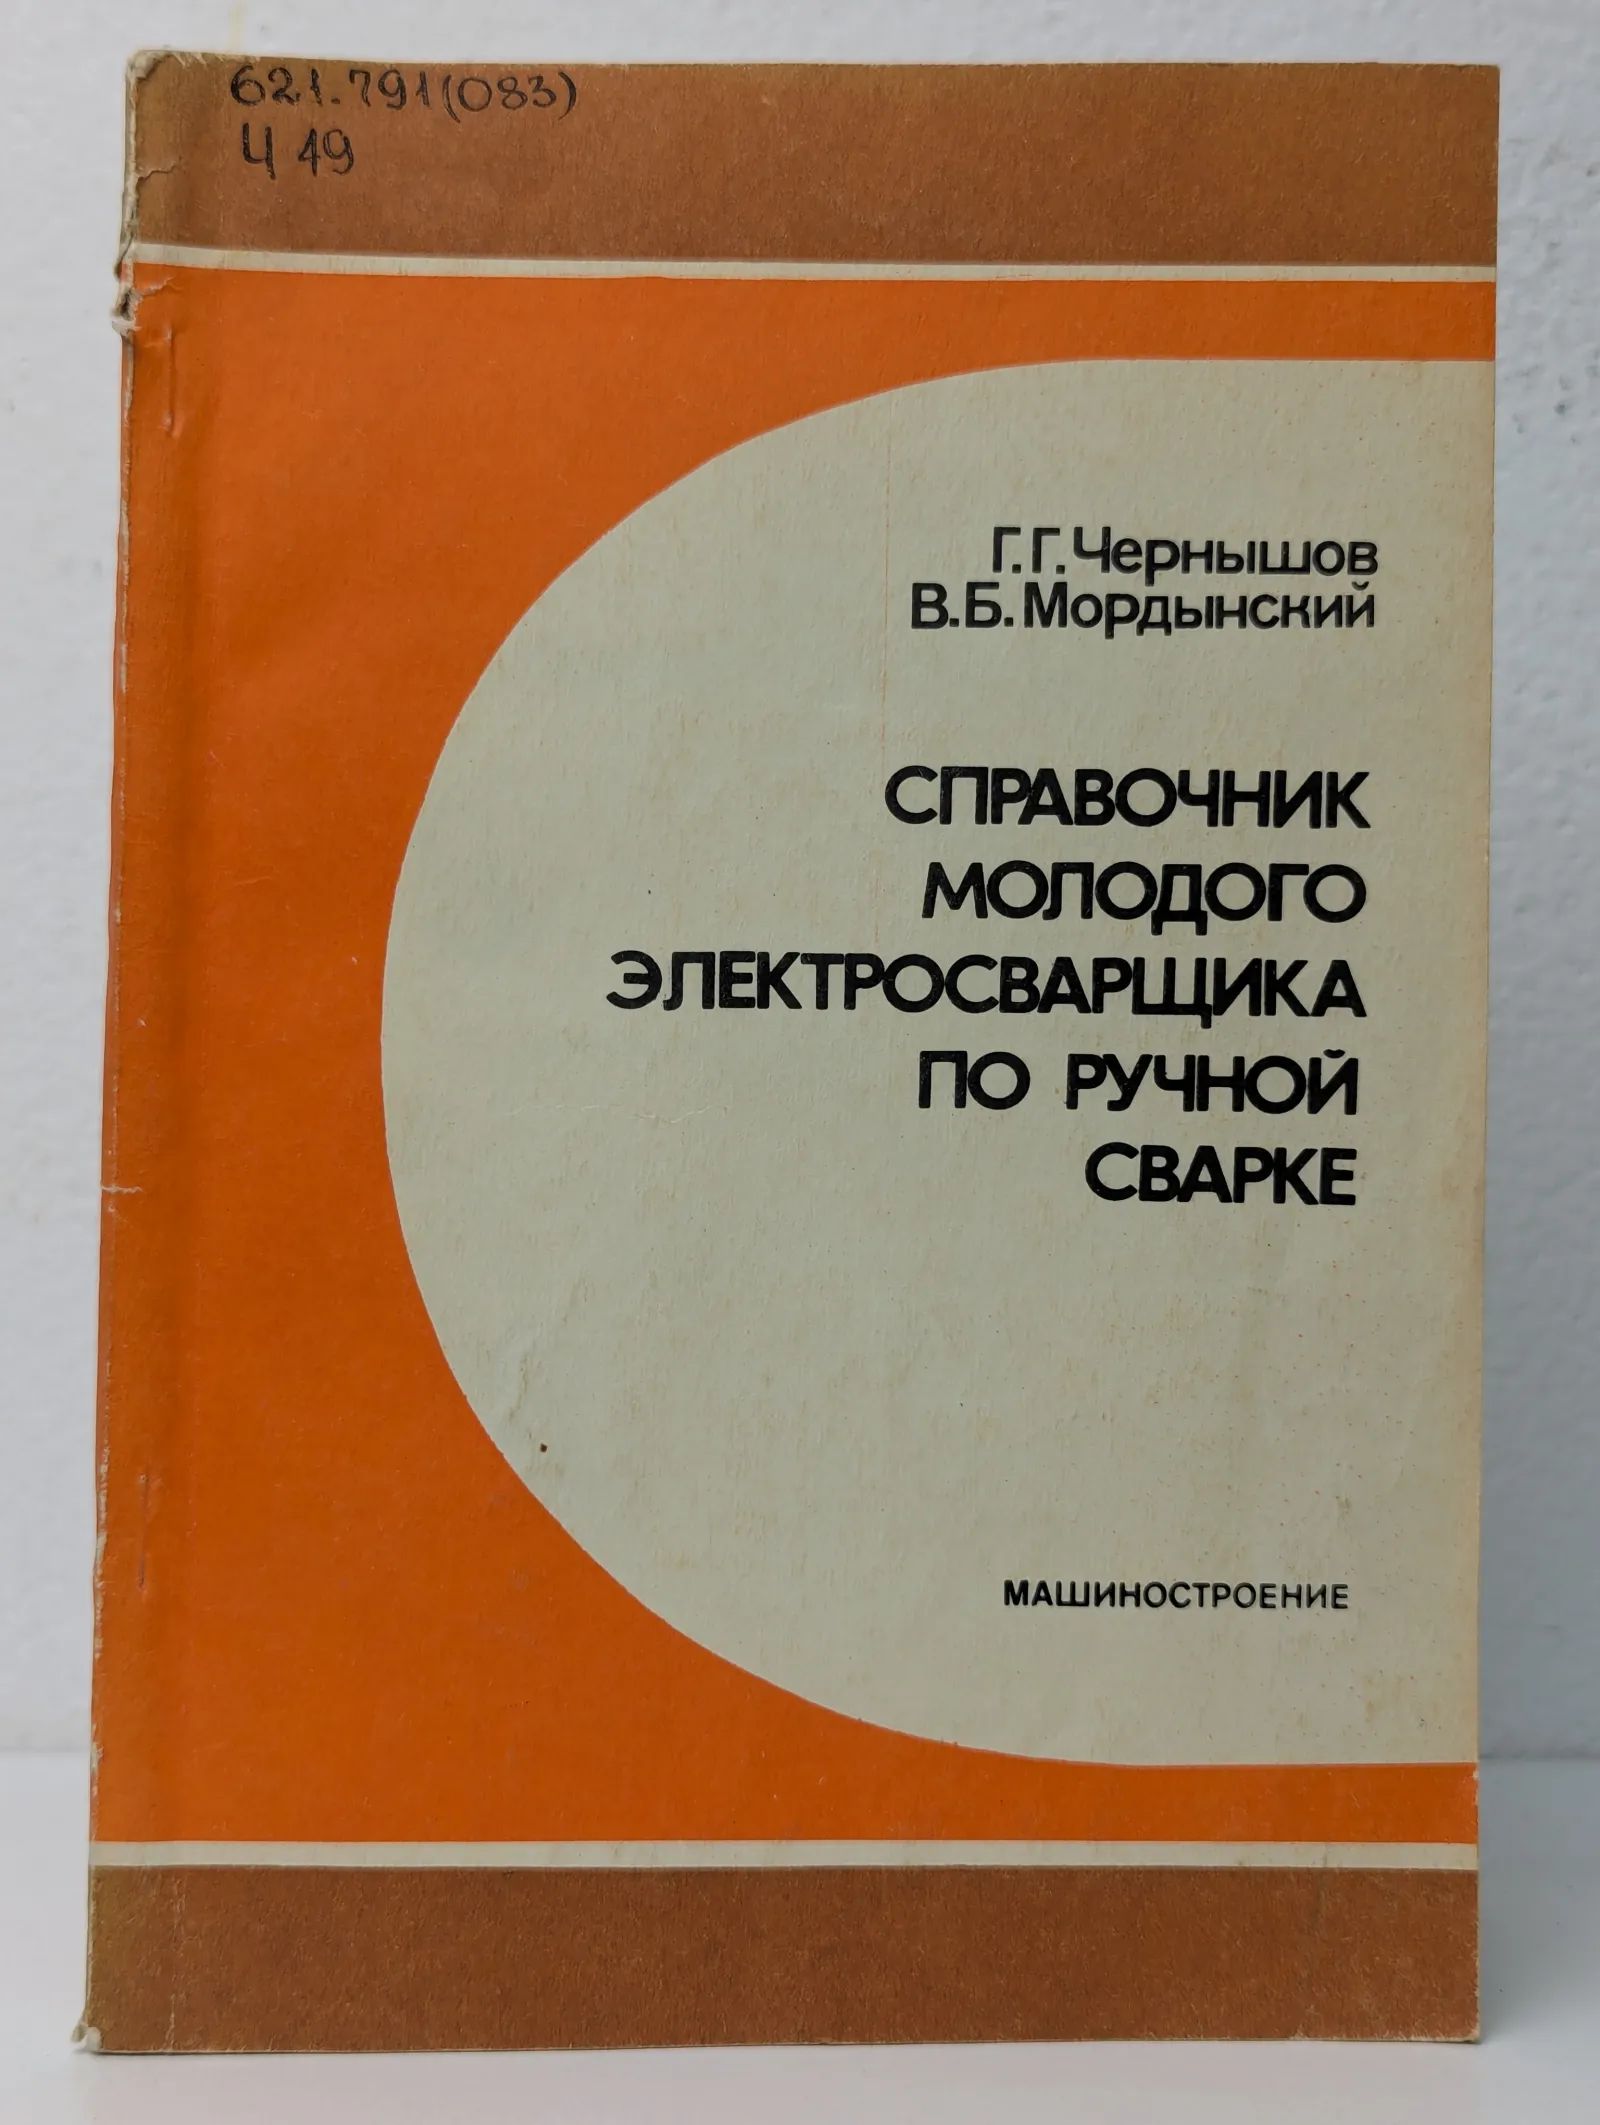 621.791(083)
Ч 49
Г.Г.Чернышов
В.Б.Мордынский
СПРАВОЧНИК
МОЛОДОГО
ЭЛЕКТРОСВАРЩИКА
ПО РУЧНОЙ
СВАРКЕ
МАШИНОСТРОЕНИЕ